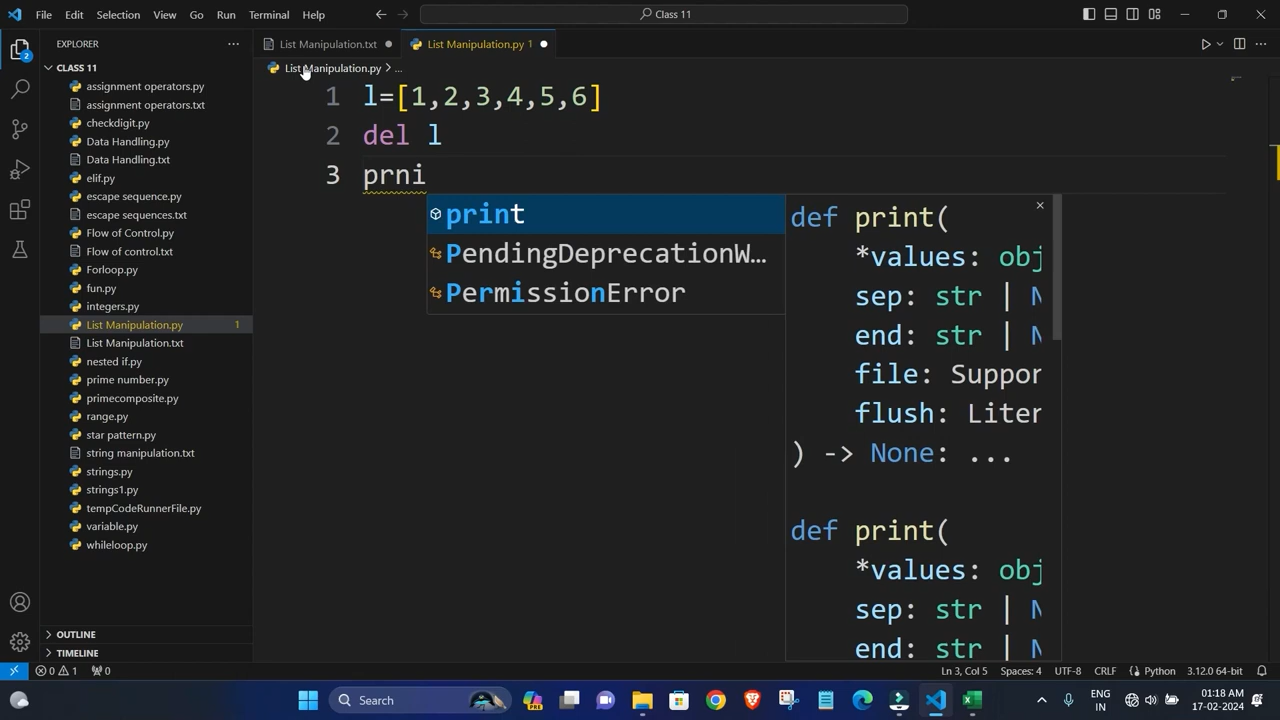 File Edit Selection View Go Run Terminal Help
Class 11
EXPLORER
CLASS 11
assignment operators.py
assignment operators.txt
checkdigit.py
Data Handling.py
Data Handling.txt
elif.py
escape sequence.py
escape sequences.txt
Flow of Control.py
Flow of control.txt
Forloop.py
fun.py
integers.py
List Manipulation.py 1
List Manipulation.txt
nested if.py
prime number.py
primecomposite.py
range.py
star pattern.py
string manipulation.txt
strings.py
strings1.py
tempCodeRunnerFile.py
variable.py
whileloop.py
OUTLINE
TIMELINE
2
List Manipulation.txt
List Manipulation.py 1
List Manipulation.py > ...
1 l=[1,2,3,4,5,6]
2 del l
3 prni
print
PendingDeprecationW...
PermissionError
def print(
*values: obj
sep: str | N
end: str | N
file: Suppor
flush: Liter
) -> None: ...
def print(
*values: obj
sep: str | N
end: str | N
0 1 0
Ln 3, Col 5 Spaces: 4 UTF-8 CRLF Python 3.12.0 64-bit
Search
PRE
ENG
IN
01:18 AM
17-02-2024